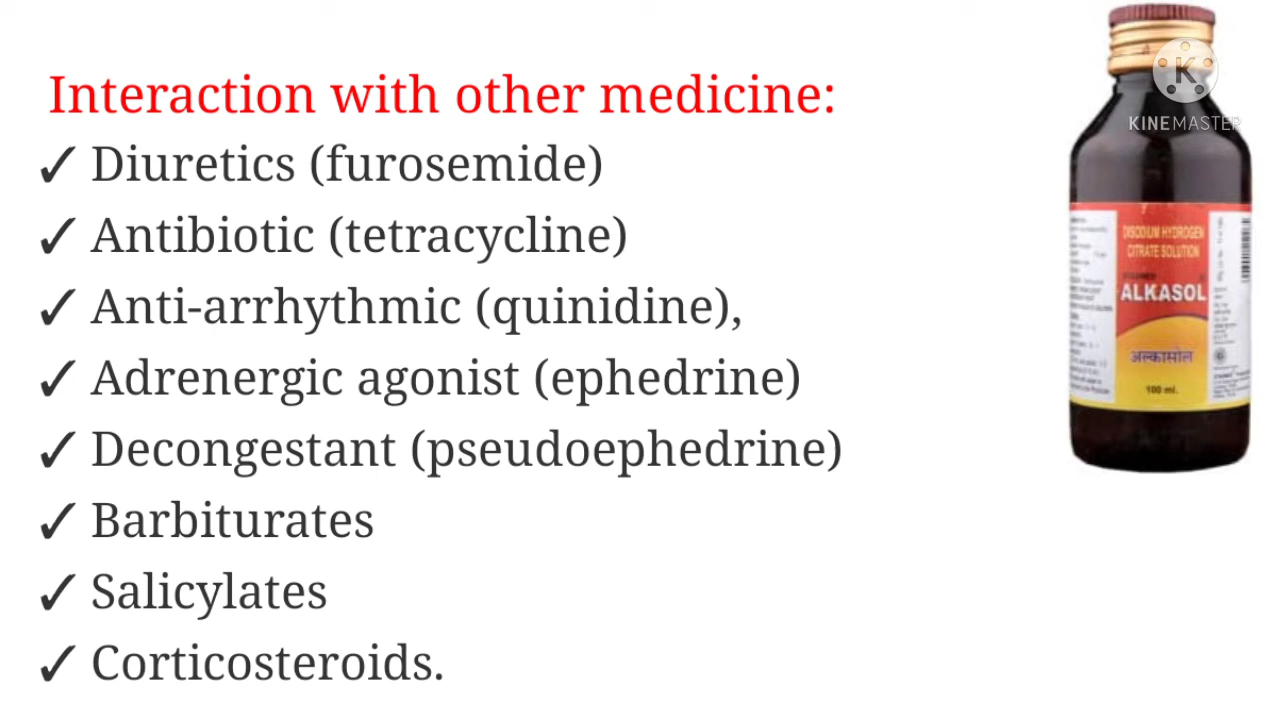 Interaction with other medicine:
✓ Diuretics (furosemide)
✓ Antibiotic (tetracycline)
✓ Anti-arrhythmic (quinidine),
✓ Adrenergic agonist (ephedrine)
✓ Decongestant (pseudoephedrine)
✓ Barbiturates
✓ Salicylates
✓ Corticosteroids.
K
KINEMASTER
DISODIUM HYDROGEN
CITRATE SOLUTION
ALKASOL
अल्कासोल
100 ml.